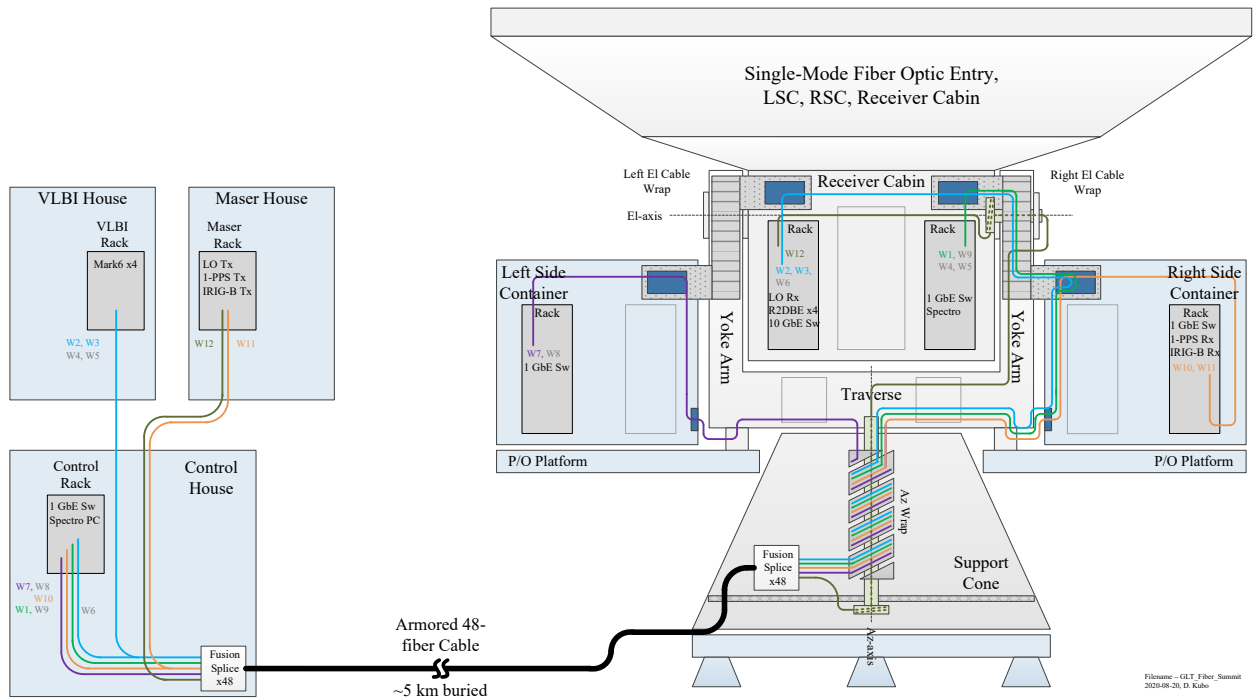 Single-Mode Fiber Optic Entry,
LSC, RSC, Receiver Cabin
Left El Cable
Wrap
Receiver Cabin
Right El Cable
Wrap
El-axis
VLBI House
VLBI
Rack
Mark6 x4
W2, W3
W4, W5
Maser House
Maser
Rack
LO Tx
1-PPS Tx
IRIG-B Tx
W12
W11
Rack
W12
W2, W3,
W6
LO Rx
R2DBE x4
10 GbE Sw
Rack
W1, W9
W4, W5
1 GbE Sw
Spectro
Left Side
Container
Rack
W7, W8
1 GbE Sw
Right Side
Container
Rack
1 GbE Sw
1-PPS Rx
IRIG-B Rx
W10, W11
Yoke Arm
Yoke Arm
Traverse
P/O Platform
P/O Platform
Control
Rack
Control
House
1 GbE Sw
Spectro PC
W7, W8
W10
W1, W9
W6
Fusion
Splice
x48
Armored 48-
fiber Cable
~5 km buried
Fusion
Splice
x48
Az Wrap
Support
Cone
Az-axis
Filename – GLT_Fiber_Summit
2020-08-20, D. Kubo